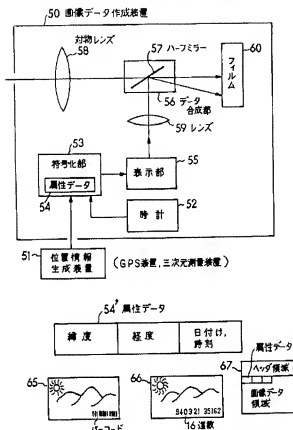 50 画像データ作成装置
対物レンズ
58
57 ハーフミラー
60
フィルム
56 データ
合成部
59 レンズ
53
符号化部
54 属性データ
55
表示部
52
時計
51 位置情報
生成装置
(GPS装置,三次元測量装置)
54' 属性データ
緯度
経度
日付け,
時刻
65
バーコード
66
940921 35162
16進数
属性データ
67
ヘッダ領域
画像データ
領域